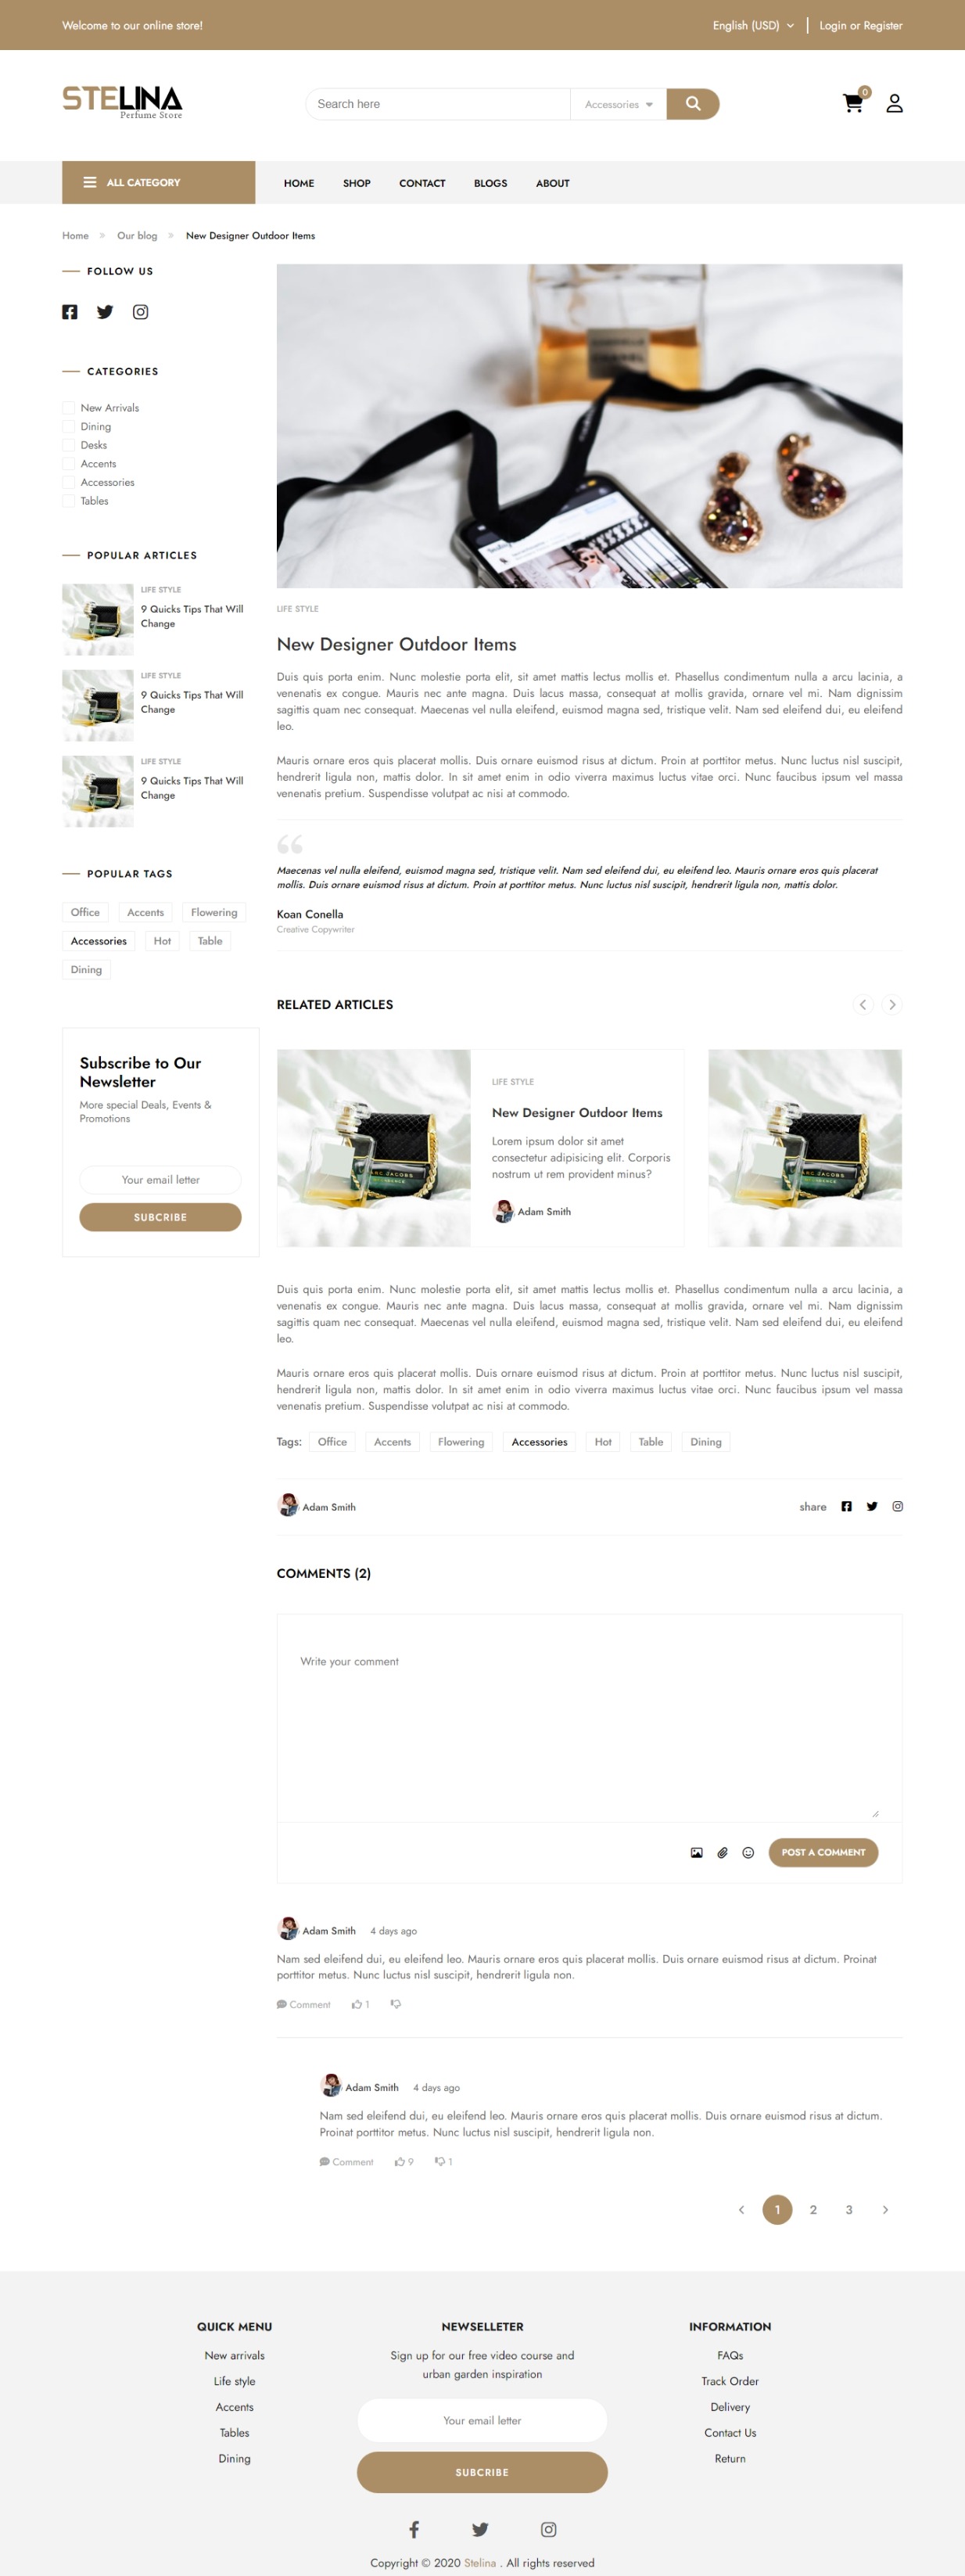 Welcome to our online store!
English (USD)
Login or Register
STELINA
Perfume Store
Search here
Accessories
0
ALL CATEGORY
HOME
SHOP
CONTACT
BLOGS
ABOUT
Home » Our blog » New Designer Outdoor Items
FOLLOW US
CATEGORIES
New Arrivals
Dining
Desks
Accents
Accessories
Tables
POPULAR ARTICLES
LIFE STYLE
9 Quicks Tips That Will
Change
LIFE STYLE
9 Quicks Tips That Will
Change
LIFE STYLE
9 Quicks Tips That Will
Change
POPULAR TAGS
Office
Accents
Flowering
Accessories
Hot
Table
Dining
Subscribe to Our
Newsletter
More special Deals, Events &
Promotions
Your email letter
SUBCRIBE
CHANEL
LIFE STYLE
New Designer Outdoor Items
Duis quis porta enim. Nunc molestie porta elit, sit amet mattis lectus mollis et. Phasellus condimentum nulla a arcu lacinia, a
venenatis ex congue. Mauris nec ante magna. Duis lacus massa, consequat at mollis gravida, ornare vel mi. Nam dignissim
sagittis quam nec consequat. Maecenas vel nulla eleifend, euismod magna sed, tristique velit. Nam sed eleifend dui, eu eleifend
leo.
Mauris ornare eros quis placerat mollis. Duis ornare euismod risus at dictum. Proin at porttitor metus. Nunc luctus nisl suscipit,
hendrerit ligula non, mattis dolor. In sit amet enim in odio viverra maximus luctus vitae orci. Nunc faucibus ipsum vel massa
venenatis pretium. Suspendisse volutpat ac nisi at commodo.
“
Maecenas vel nulla eleifend, euismod magna sed, tristique velit. Nam sed eleifend dui, eu eleifend leo. Mauris ornare eros quis placerat
mollis. Duis ornare euismod risus at dictum. Proin at porttitor metus. Nunc luctus nisl suscipit, hendrerit ligula non, mattis dolor.
Koan Conella
Creative Copywriter
RELATED ARTICLES
MARC JACOBS
LIFE STYLE
New Designer Outdoor Items
Lorem ipsum dolor sit amet
consectetur adipisicing elit. Corporis
nostrum ut rem provident minus?
Adam Smith
MARC JACOBS
Duis quis porta enim. Nunc molestie porta elit, sit amet mattis lectus mollis et. Phasellus condimentum nulla a arcu lacinia, a
venenatis ex congue. Mauris nec ante magna. Duis lacus massa, consequat at mollis gravida, ornare vel mi. Nam dignissim
sagittis quam nec consequat. Maecenas vel nulla eleifend, euismod magna sed, tristique velit. Nam sed eleifend dui, eu eleifend
leo.
Mauris ornare eros quis placerat mollis. Duis ornare euismod risus at dictum. Proin at porttitor metus. Nunc luctus nisl suscipit,
hendrerit ligula non, mattis dolor. In sit amet enim in odio viverra maximus luctus vitae orci. Nunc faucibus ipsum vel massa
venenatis pretium. Suspendisse volutpat ac nisi at commodo.
Tags: Office Accents Flowering Accessories Hot Table Dining
Adam Smith
share
COMMENTS (2)
Write your comment
POST A COMMENT
Adam Smith 4 days ago
Nam sed eleifend dui, eu eleifend leo. Mauris ornare eros quis placerat mollis. Duis ornare euismod risus at dictum. Proinat
porttitor metus. Nunc luctus nisl suscipit, hendrerit ligula non.
Comment 1
Adam Smith 4 days ago
Nam sed eleifend dui, eu eleifend leo. Mauris ornare eros quis placerat mollis. Duis ornare euismod risus at dictum.
Proinat porttitor metus. Nunc luctus nisl suscipit, hendrerit ligula non.
Comment 9 1
1 2 3
QUICK MENU
New arrivals
Life style
Accents
Tables
Dining
NEWSELLETER
Sign up for our free video course and
urban garden inspiration
Your email letter
SUBCRIBE
INFORMATION
FAQs
Track Order
Delivery
Contact Us
Return
Copyright © 2020 Stelina . All rights reserved